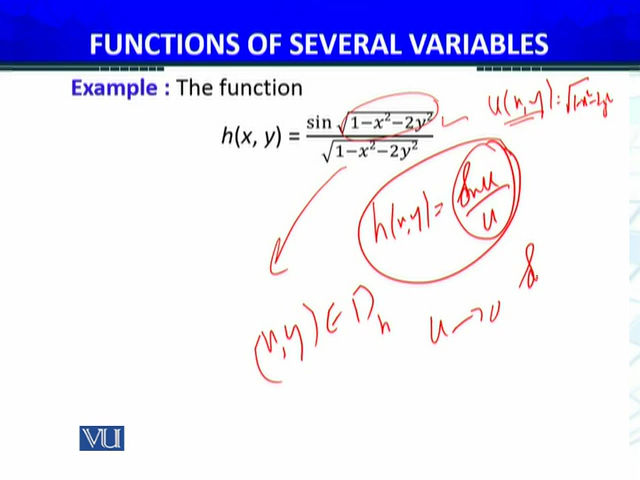 FUNCTIONS OF SEVERAL VARIABLES
Example : The function
h(x, y) = sin √1−x²−2y² / √1−x²−2y²
u(x,y) = √1-x²-2y²
h(x,y) = sin u / u
(x,y) ∈ D_h
u → 0
VU